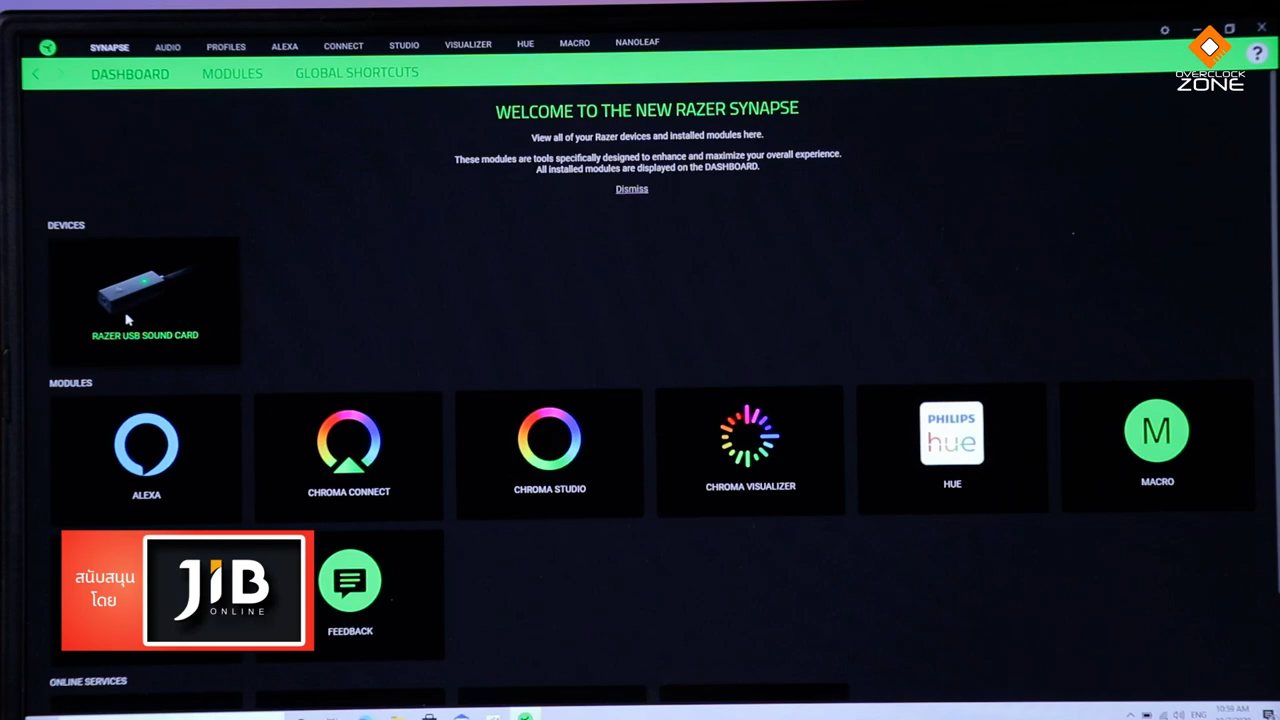 SYNAPSE AUDIO PROFILES ALEXA CONNECT STUDIO VISUALIZER HUE MACRO NANOLEAF
DASHBOARD MODULES GLOBAL SHORTCUTS
?
OVERCLOCK
ZONE
WELCOME TO THE NEW RAZER SYNAPSE
View all of your Razer devices and installed modules here.
These modules are tools specifically designed to enhance and maximize your overall experience.
All installed modules are displayed on the DASHBOARD.
Dismiss
DEVICES
RAZER USB SOUND CARD
MODULES
ALEXA
CHROMA CONNECT
CHROMA STUDIO
CHROMA VISUALIZER
PHILIPS
hue
HUE
M
MACRO
สนับสนุน
โดย
JIB
ONLINE
FEEDBACK
ONLINE SERVICES
ENG
10:39 AM